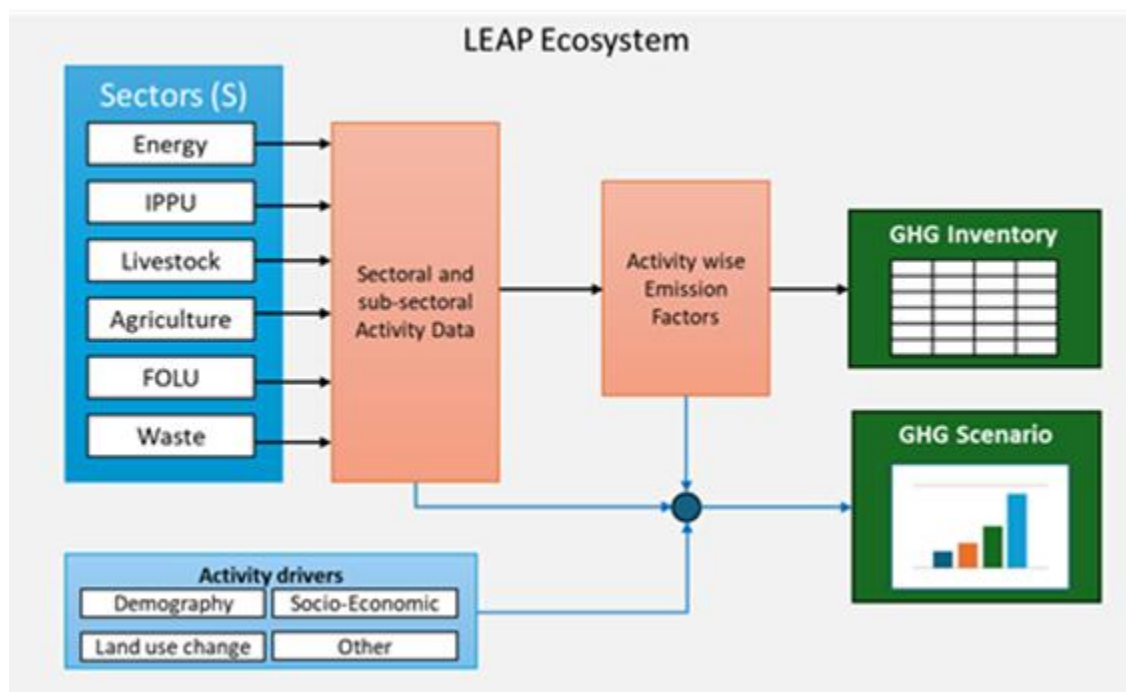 LEAP Ecosystem
Sectors (S)
Energy
IPPU
Livestock
Agriculture
FOLU
Waste
Sectoral and
sub-sectoral
Activity Data
Activity wise
Emission
Factors
GHG Inventory
GHG Scenario
Activity drivers
Demography
Socio-Economic
Land use change
Other